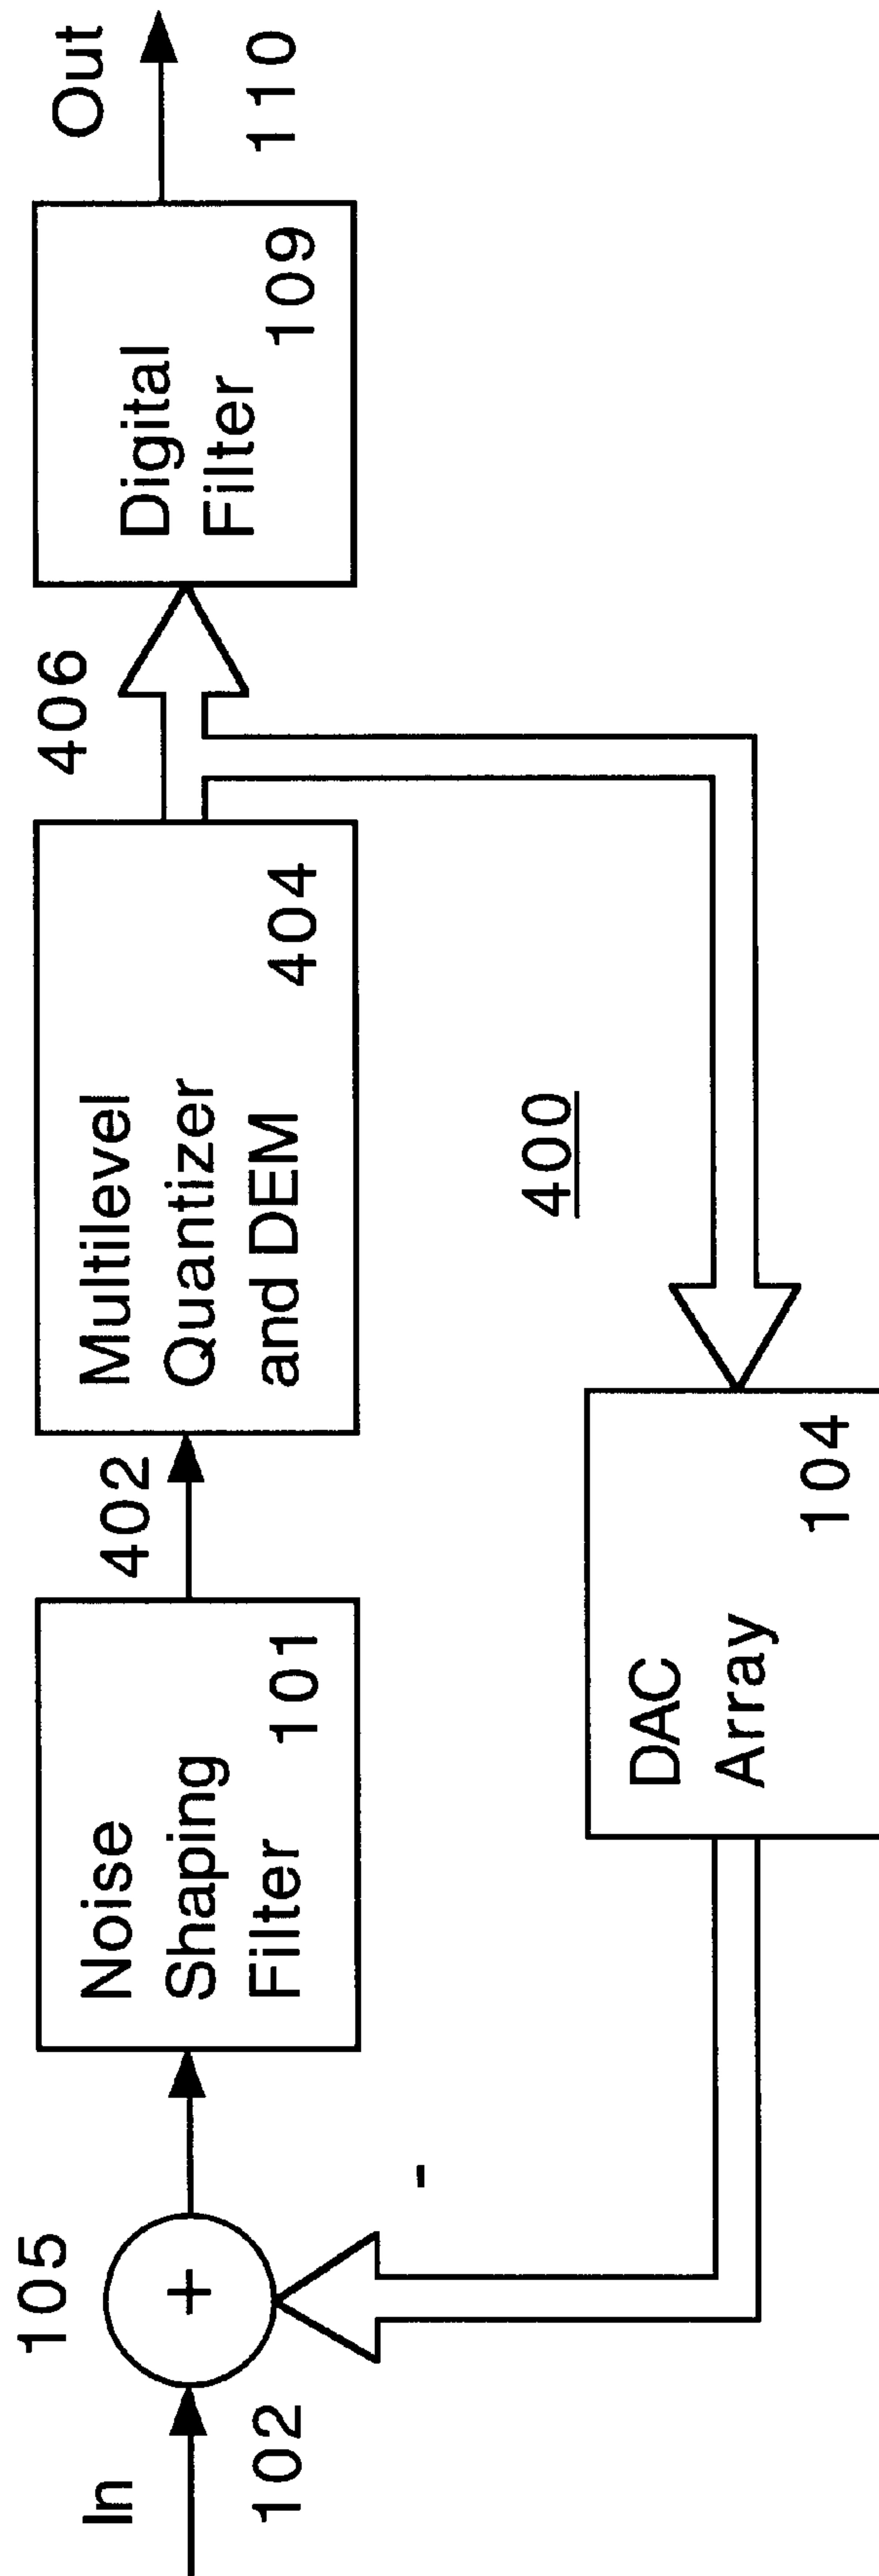 In
102
105
+
-
Noise
Shaping
Filter
101
402
Multilevel
Quantizer
and DEM
404
406
Digital
Filter
109
Out
110
400
DAC
Array
104